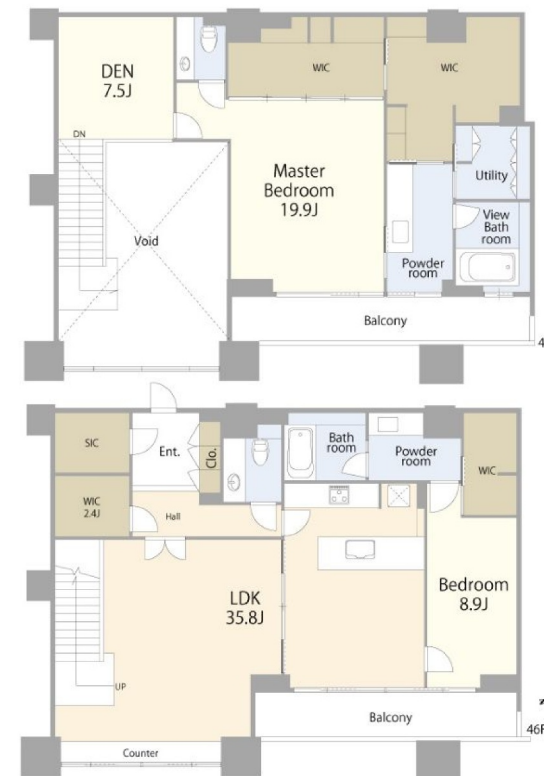 DEN
7.5J
WIC
WIC
DN
Master
Bedroom
19.9J
Utility
Void
View
Bath
room
Powder
room
Balcony
4
SIC
Ent.
Clo.
Bath
room
Powder
room
WIC
WIC
2.4J
Hall
LDK
35.8J
Bedroom
8.9J
UP
Balcony
46F
Counter